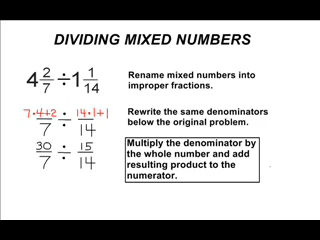 DIVIDING MIXED NUMBERS
4 2/7 ÷ 1 1/14
Rename mixed numbers into
improper fractions.
7·4+2/7 ÷ 14·1+1/14
Rewrite the same denominators
below the original problem.
30/7 ÷ 15/14
Multiply the denominator by
the whole number and add
resulting product to the
numerator.